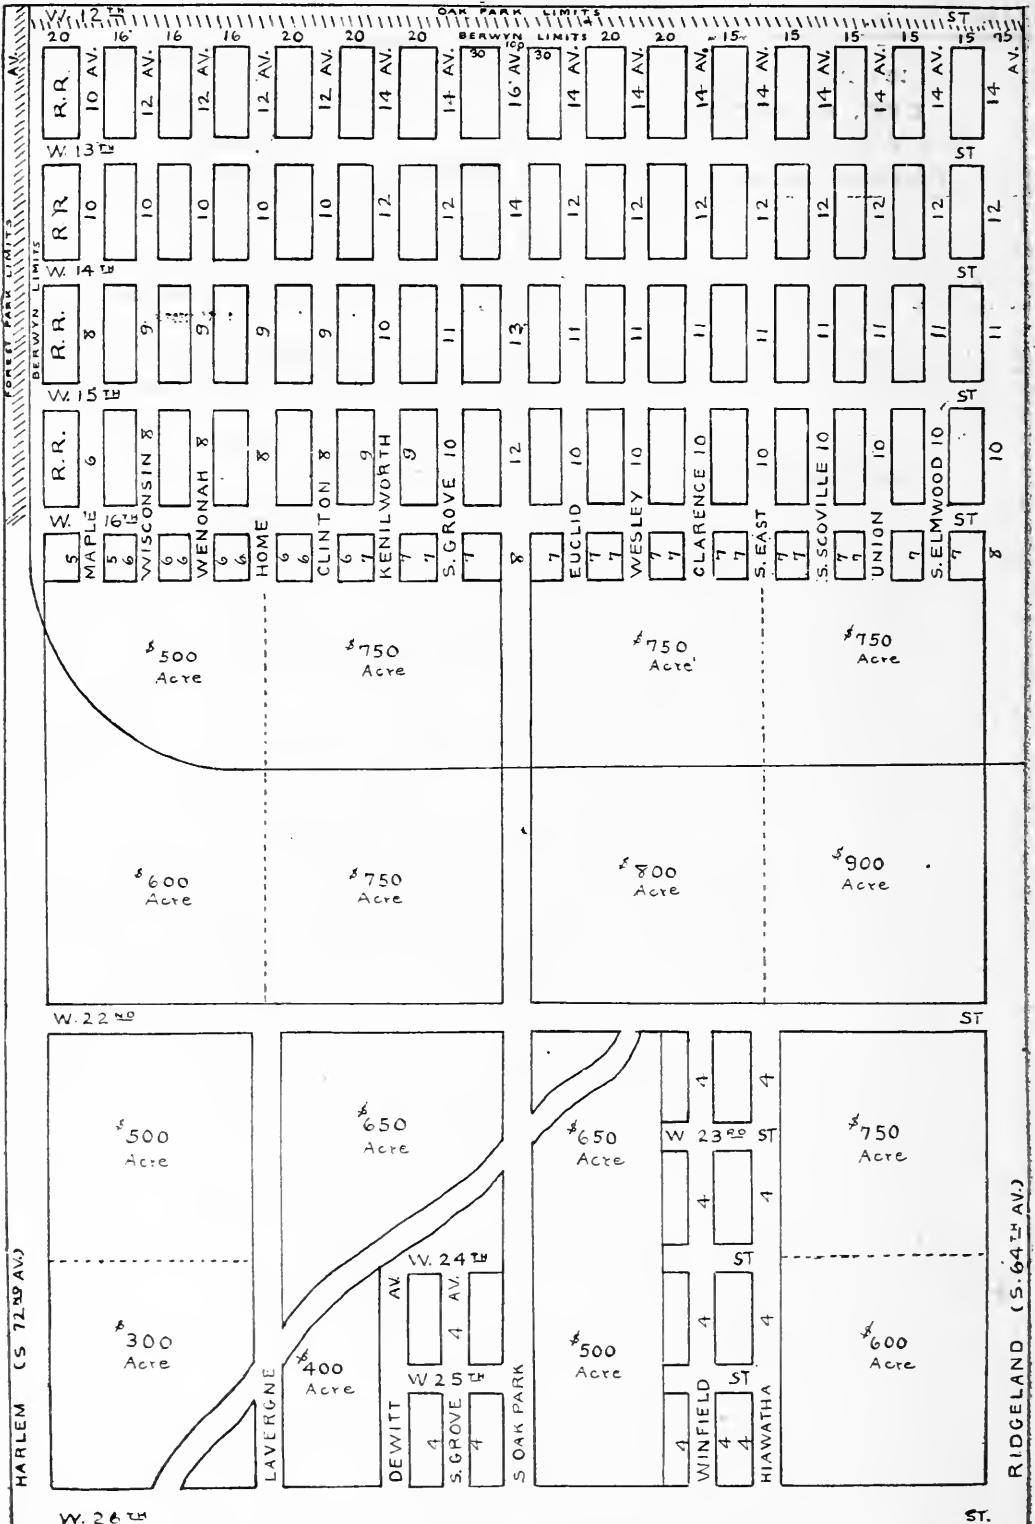 OAK PARK LIMITS
W. 12TH ST
BERWYN LIMITS
20 16 16 16 20 20 20 30 100 30 20 20 15 15 15 15 15 75
R.R. 10 AV. 12 AV. 12 AV. 12 AV. 12 AV. 14 AV. 14 AV. 16 AV. 14 AV. 14 AV. 14 AV. 14 AV. 14 AV. 14 AV. 14 AV. 14 AV.
W. 13TH ST
R R 10 10 10 10 10 12 12 14 12 12 12 12 12 12 12 12
FOREST PARK LIMITS
BERWYN LIMITS
W. 14TH ST
R.R. 8 9 9 9 9 10 11 13 11 11 11 11 11 11 11 11
W. 15TH ST
R.R. 6 8 8 8 8 9 9 10 12 10 10 10 10 10 10 10 10
W. 16TH ST
MAPLE WISCONSIN WENONAH HOME CLINTON KENILWORTH S. GROVE EUCLID WESLEY CLARENCE S. EAST S. SCOVILLE UNION S. ELMWOOD
5 5 6 6 6 6 6 6 6 6 7 7 7 7 8 7 7 7 7 7 7 7 7 7 7 7 7 7 8
$500 Acre $750 Acre $750 Acre $750 Acre
$600 Acre $750 Acre $800 Acre $900 Acre
W. 22ND ST
4 4
$500 Acre $650 Acre $650 Acre $750 Acre
W 23RD ST
4 4
W. 24TH ST
AV. AV.
4 4 4
$300 Acre $400 Acre $500 Acre $600 Acre
W 25TH ST
4 4 4 4 4
HARLEM (S 72ND AV.)
LAVERGNE
DEWITT
S. GROVE
S OAK PARK
WINFIELD
HIAWATHA
RIDGELAND (S. 64TH AV.)
W. 26TH ST.